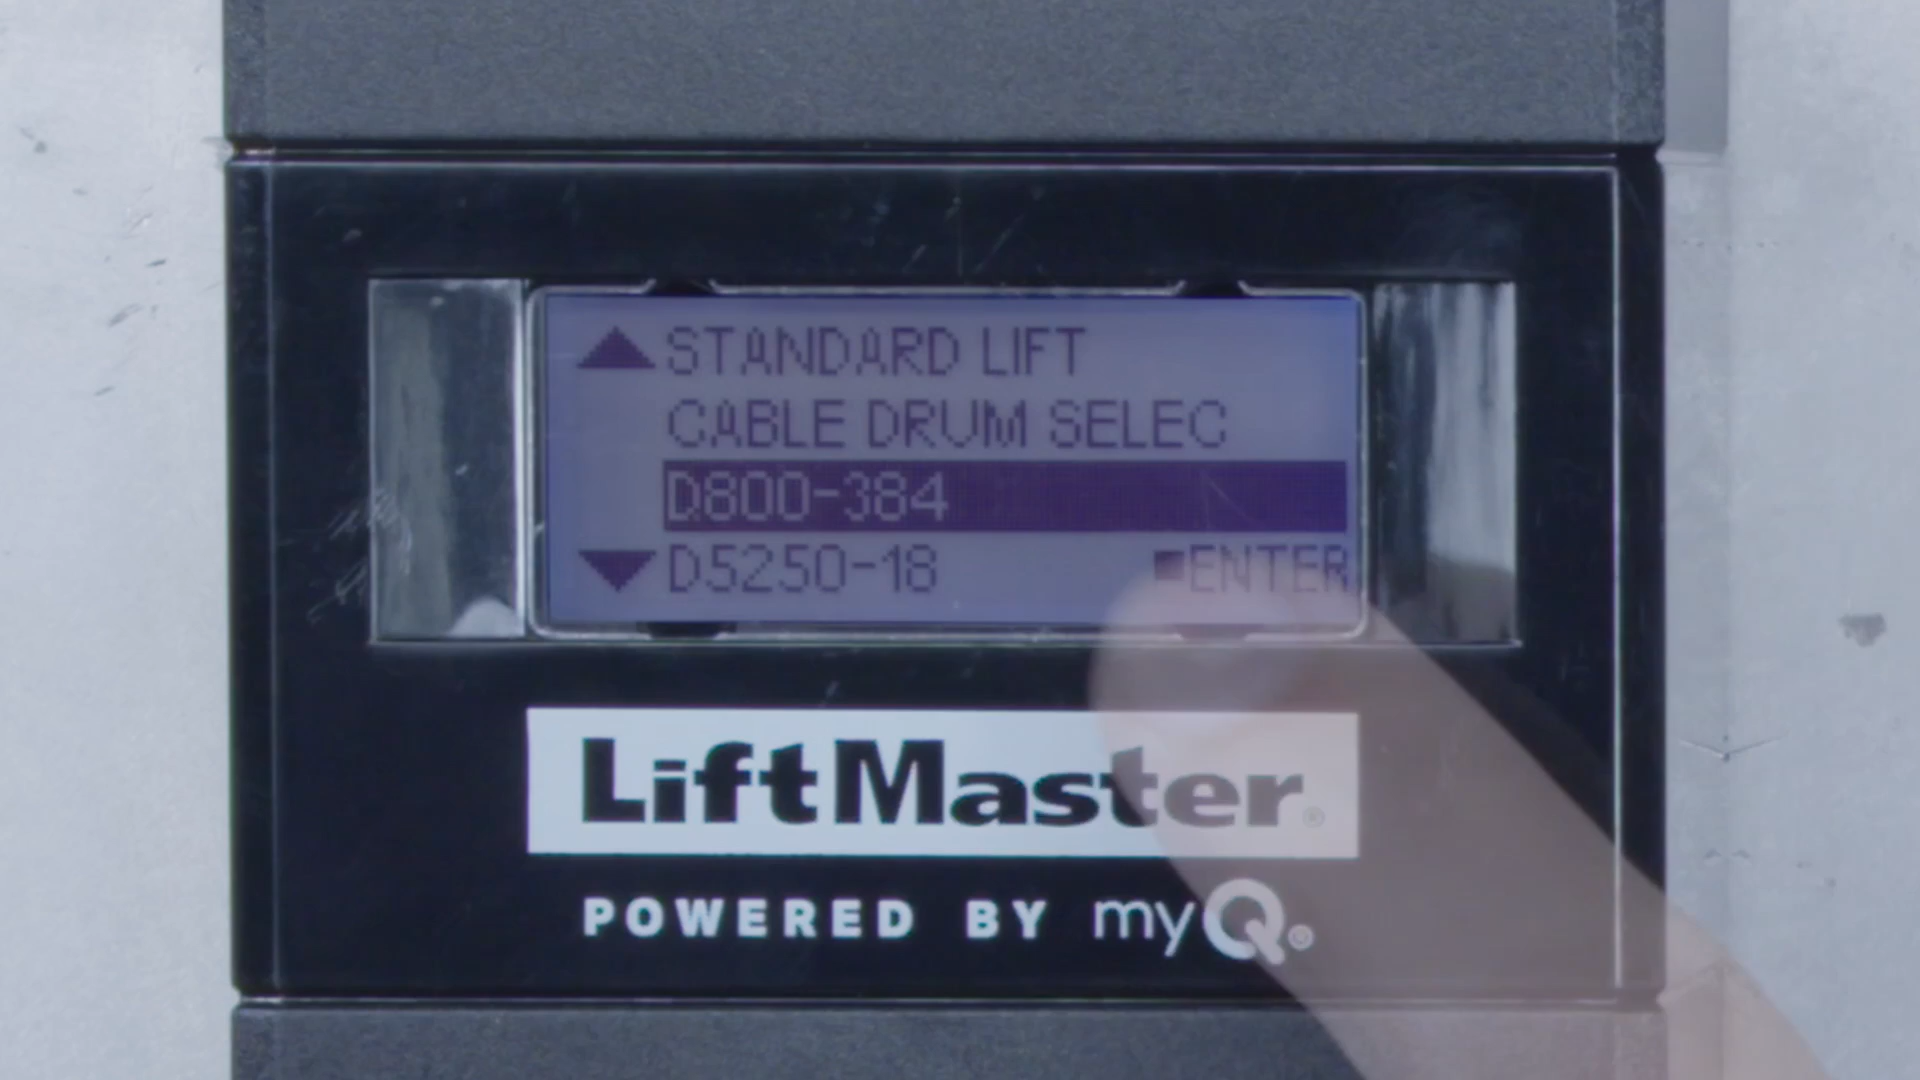 STANDARD LIFT
CABLE DRUM SELEC
D800-384
D5250-18 ■ENTER
LiftMaster®
POWERED BY myQ®